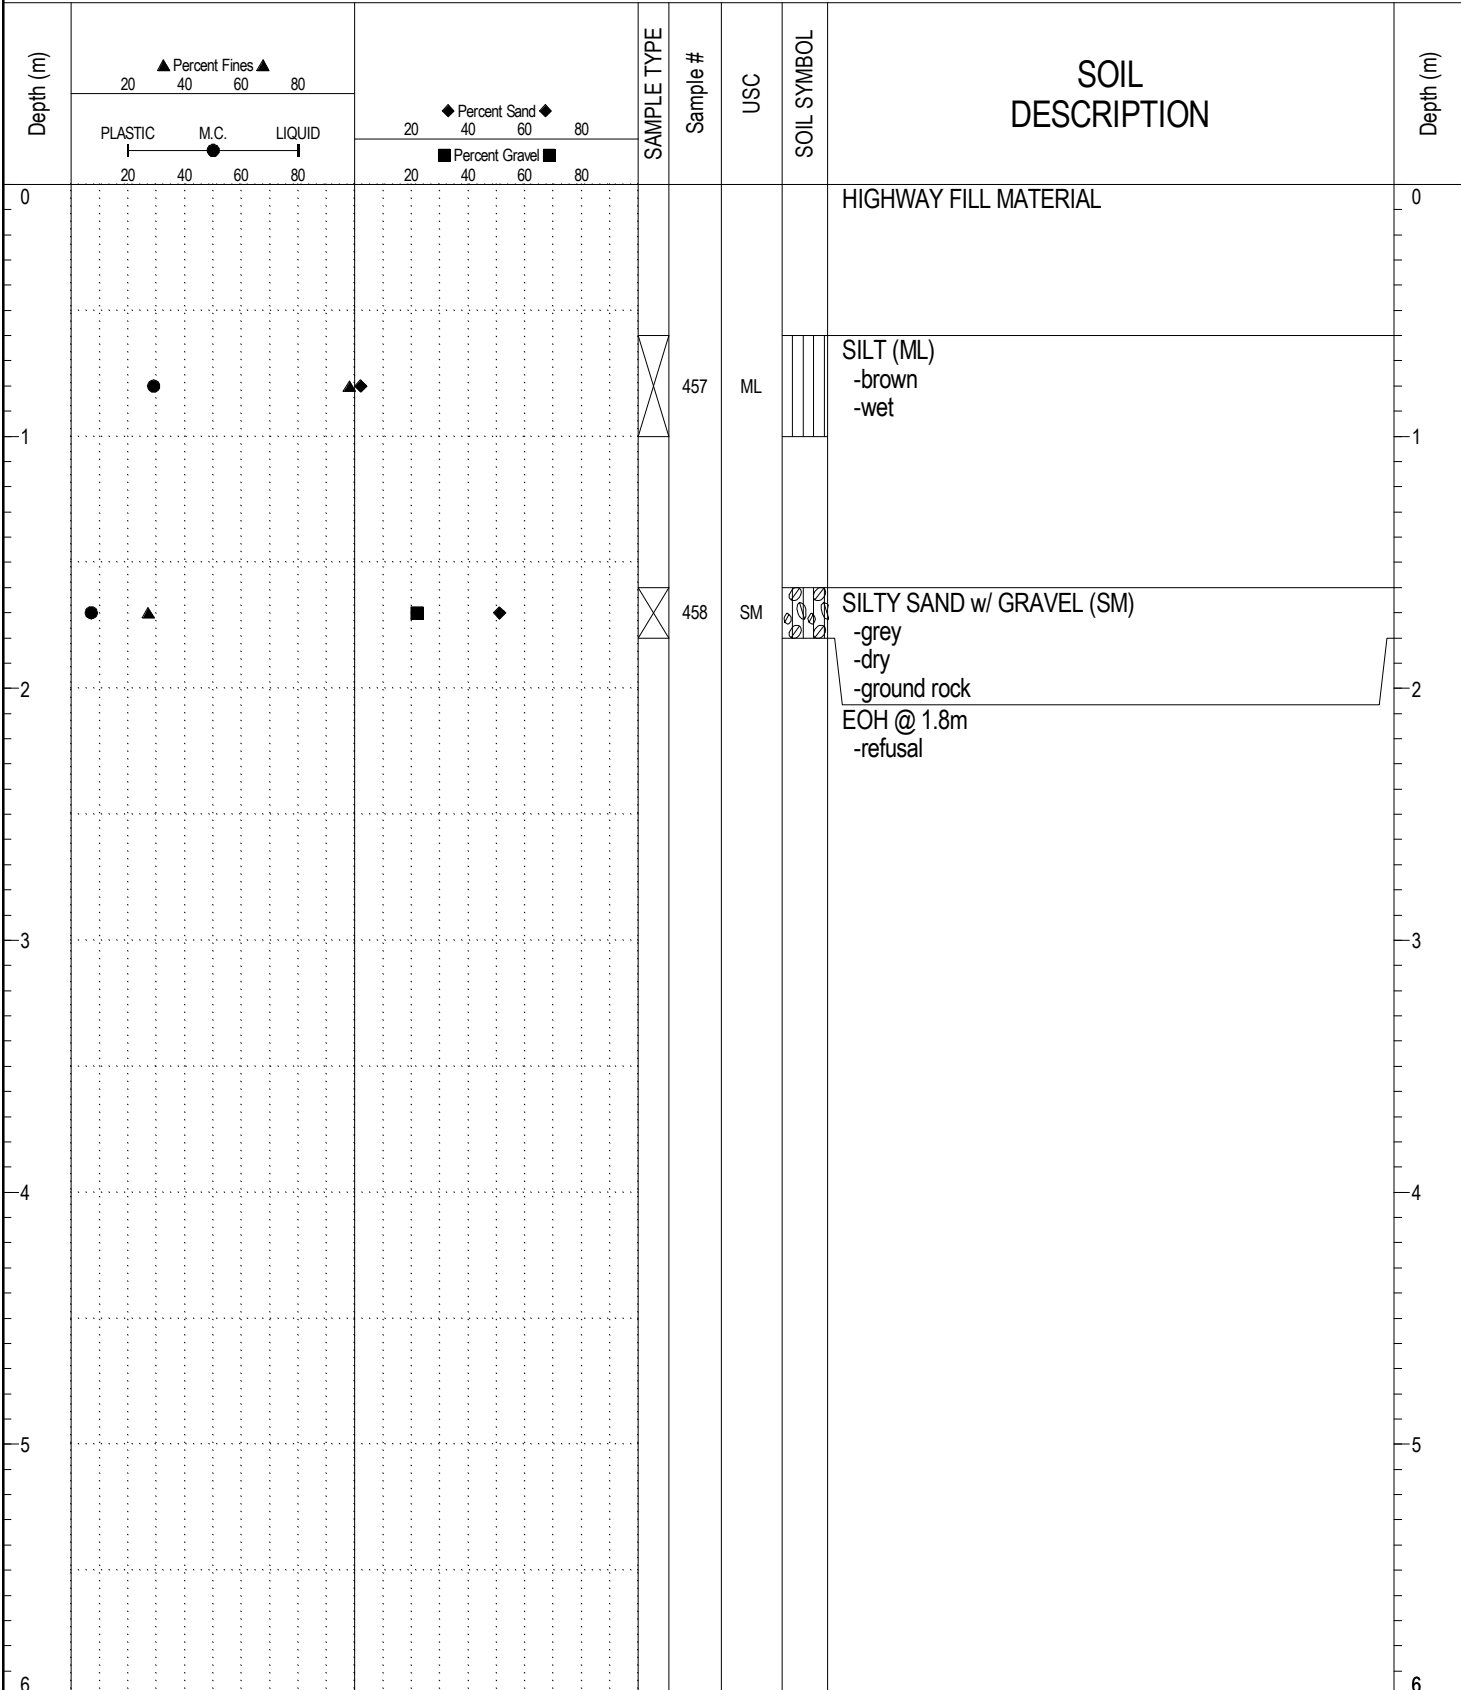 Depth (m)
▲ Percent Fines ▲
20 40 60 80
PLASTIC M.C. LIQUID
20 40 60 80
◆ Percent Sand ◆
20 40 60 80
■ Percent Gravel ■
20 40 60 80
SAMPLE TYPE
Sample #
USC
SOIL SYMBOL
SOIL
DESCRIPTION
Depth (m)
0 HIGHWAY FILL MATERIAL 0
SILT (ML)
457 ML -brown
-wet
1 1
SILTY SAND w/ GRAVEL (SM)
458 SM
-grey
-dry
2 -ground rock 2
EOH @ 1.8m
-refusal
3 3
4 4
5 5
6 6